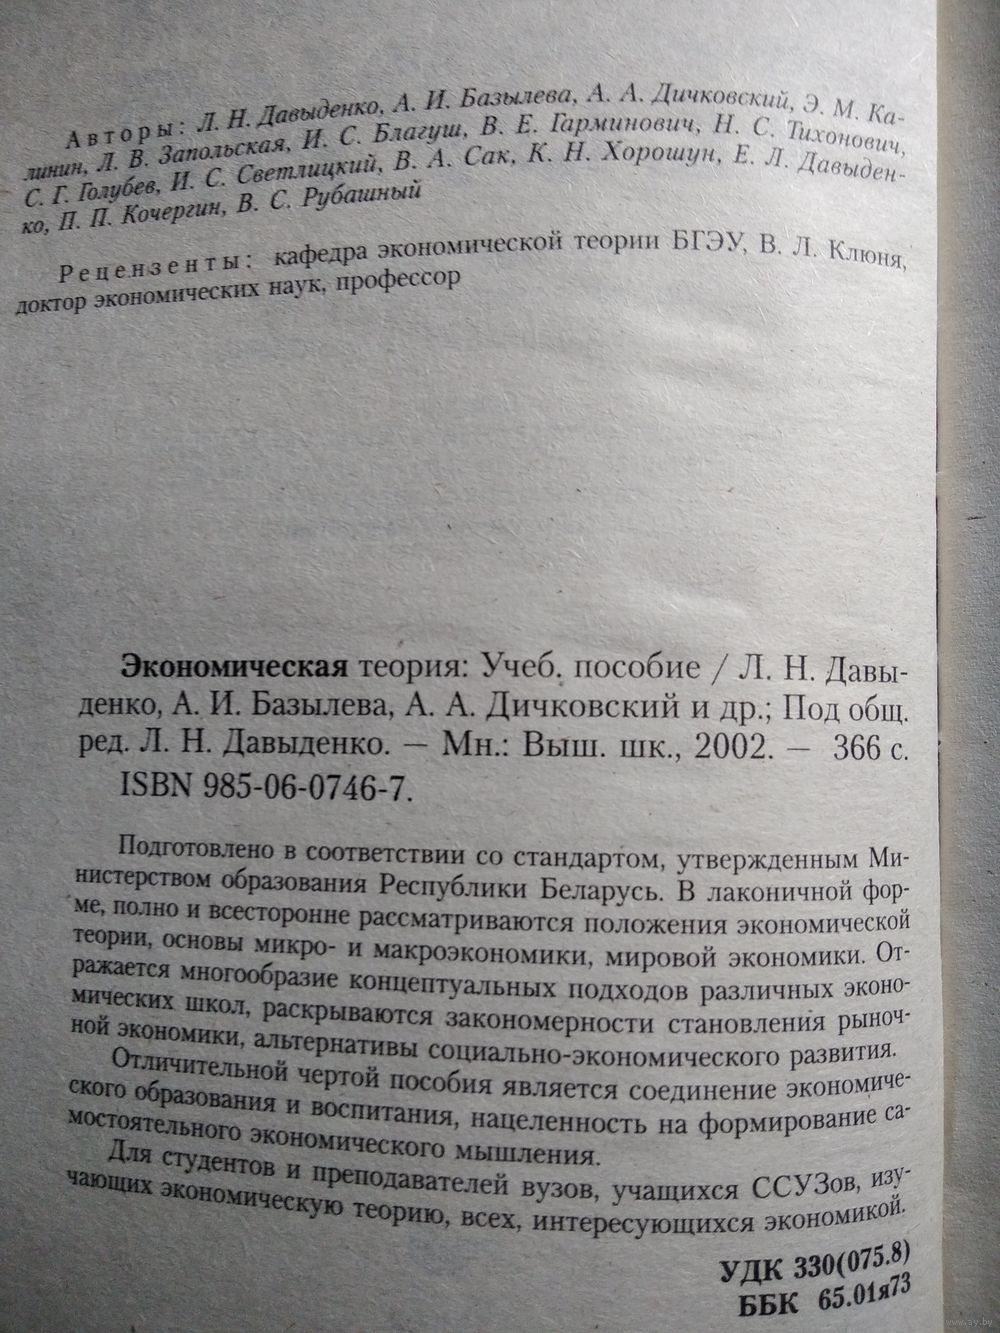 Авторы: Л. Н. Давыденко, А. И. Базылева, А. А. Дичковский, Э. М. Ка-
линин, Л. В. Запольская, И. С. Благуш, В. Е. Гарминович, Н. С. Тихонович,
С. Г. Голубев, И. С. Светлицкий, В. А. Сак, К. Н. Хорошун, Е. Л. Давыден-
ко, П. П. Кочергин, В. С. Рубашный
Рецензенты: кафедра экономической теории БГЭУ, В. Л. Клюня,
доктор экономических наук, профессор
Экономическая теория: Учеб. пособие / Л. Н. Давы-
денко, А. И. Базылева, А. А. Дичковский и др.; Под общ.
ред. Л. Н. Давыденко. — Мн.: Выш. шк., 2002. — 366 с.
ISBN 985-06-0746-7.
Подготовлено в соответствии со стандартом, утвержденным Ми-
нистерством образования Республики Беларусь. В лаконичной фор-
ме, полно и всесторонне рассматриваются положения экономической
теории, основы микро- и макроэкономики, мировой экономики. От-
ражается многообразие концептуальных подходов различных эконо-
мических школ, раскрываются закономерности становления рыноч-
ной экономики, альтернативы социально-экономического развития.
Отличительной чертой пособия является соединение экономиче-
ского образования и воспитания, нацеленность на формирование са-
мостоятельного экономического мышления.
Для студентов и преподавателей вузов, учащихся ССУЗов, изу-
чающих экономическую теорию, всех, интересующихся экономикой.
УДК 330(075.8)
ББК 65.01я73
www.ay.by